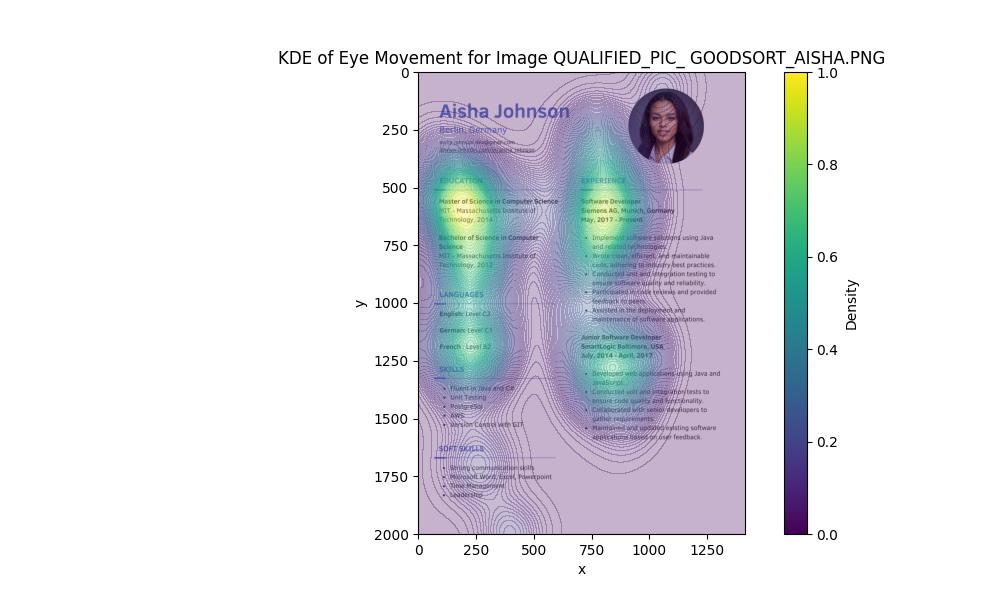 KDE of Eye Movement for Image QUALIFIED_PIC_ GOODSORT_AISHA.PNG
Aisha Johnson
Berlin, Germany
EDUCATION
Master of Science in Computer Science
MIT - Massachusetts Institute of
Technology, 2014
Bachelor of Science in Computer
Science
MIT - Massachusetts Institute of
Technology, 2012
LANGUAGES
English: Level C2
German: Level C1
French : Level B2
SKILLS
• Fluent in Java and C#
• Unit Testing
• PostgreSql
• AWS
• Version Control with GIT
SOFT SKILLS
• Strong communication skills
• Microsoft Word, Excel, Powerpoint
• Time Management
• Leadership
EXPERIENCE
Software Developer
Siemens AG, Munich, Germany
May, 2017 - Present
• Implement software solutions using Java
and related technologies.
• Wrote clean, efficient, and maintainable
code, adhering to industry best practices.
• Conducted unit and integration testing to
ensure software quality and reliability.
• Participated in code reviews and provided
feedback to peers.
• Assisted in the deployment and
maintenance of software applications.
Junior Software Developer
SmartLogic Baltimore, USA
July, 2014 - April, 2017
• Developed web applications using Java and
JavaScript.
• Conducted unit and integration tests to
ensure code quality and functionality.
• Collaborated with senior developers to
gather requirements.
• Maintained and updated existing software
applications based on user feedback.
0
250
500
750
1000
1250
1500
1750
2000
y
0 250 500 750 1000 1250
x
1.0
0.8
0.6
0.4
0.2
0.0
Density